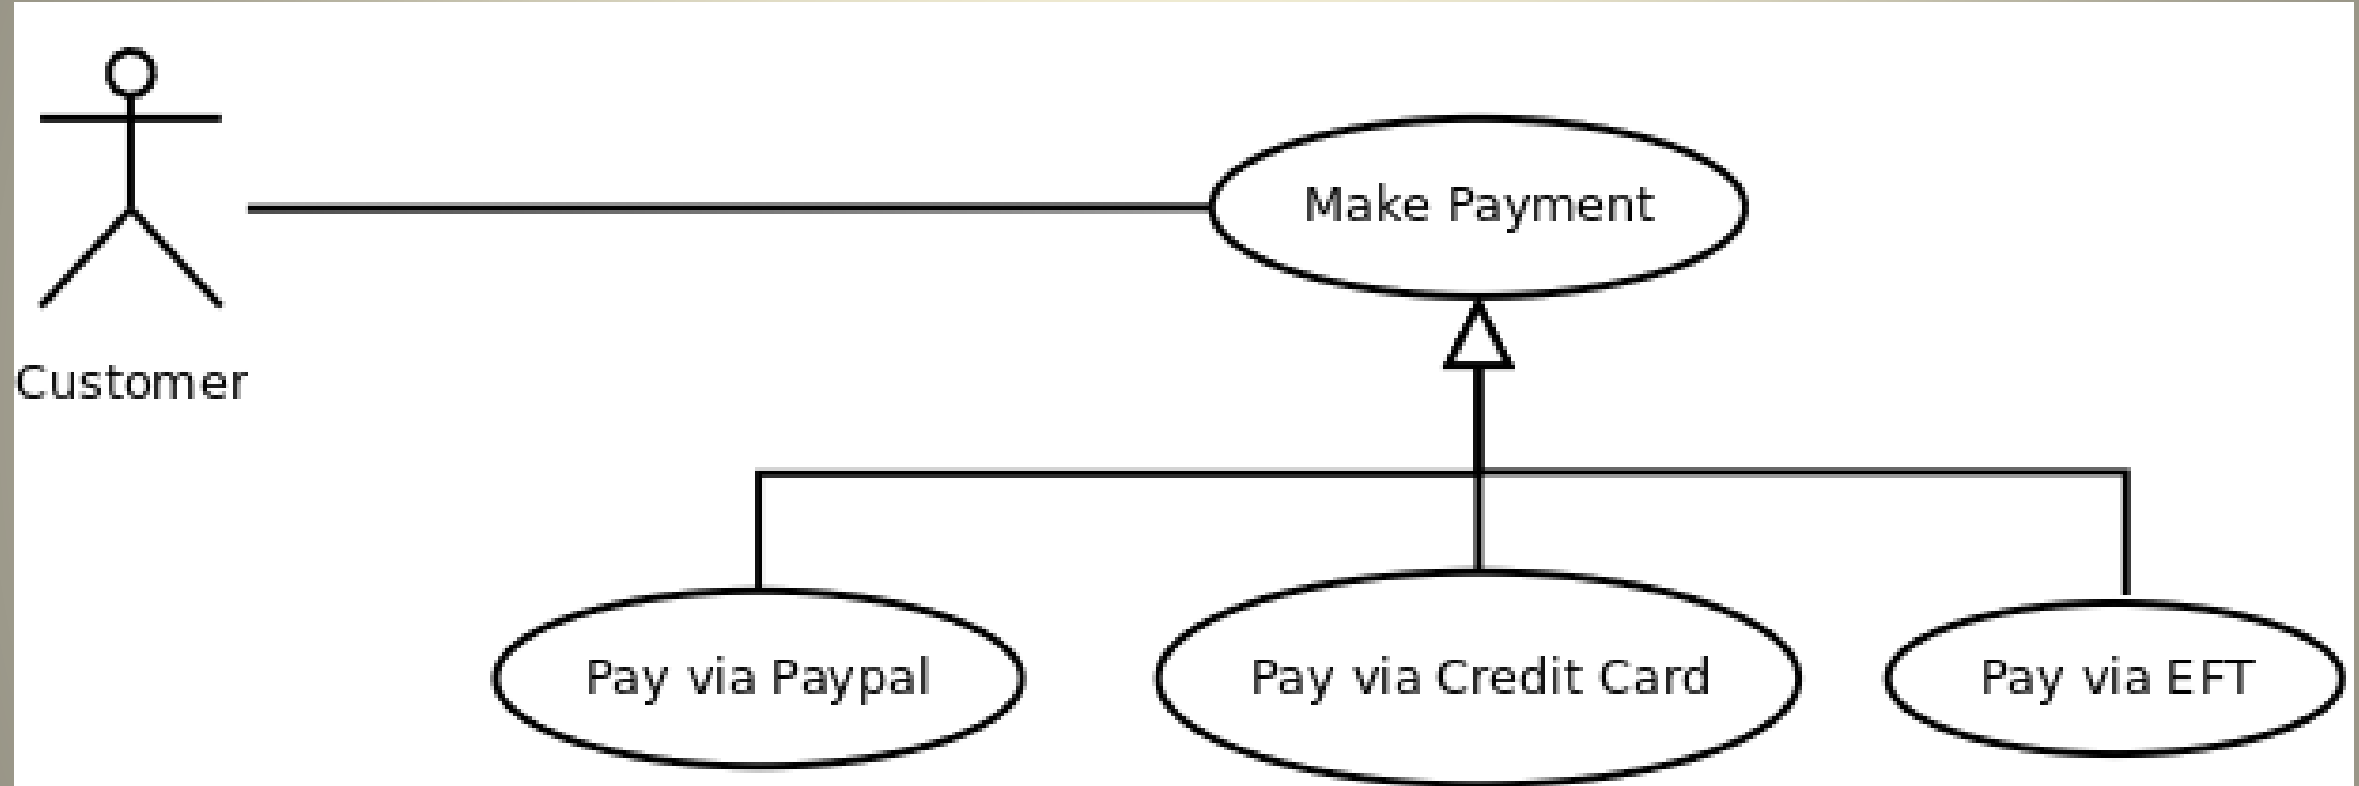 Make Payment
Customer
Pay via Paypal
Pay via Credit Card
Pay via EFT